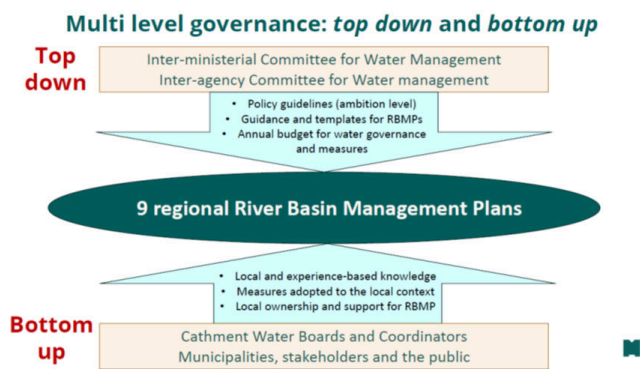 Multi level governance: top down and bottom up
Top
down
Inter-ministerial Committee for Water Management
Inter-agency Committee for Water management
• Policy guidelines (ambition level)
• Guidance and templates for RBMPs
• Annual budget for water governance
and measures
9 regional River Basin Management Plans
• Local and experience-based knowledge
• Measures adopted to the local context
• Local ownership and support for RBMP
Bottom
up
Cathment Water Boards and Coordinators
Municipalities, stakeholders and the public